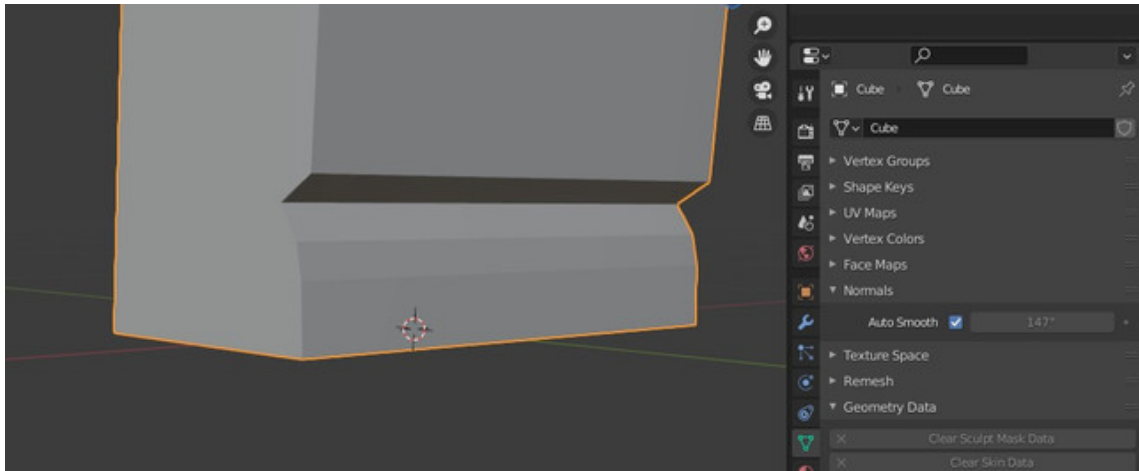 Cube Cube
Cube
Vertex Groups
Shape Keys
UV Maps
Vertex Colors
Face Maps
Normals
Auto Smooth 147°
Texture Space
Remesh
Geometry Data
Clear Sculpt Mask Data
Clear Skin Data